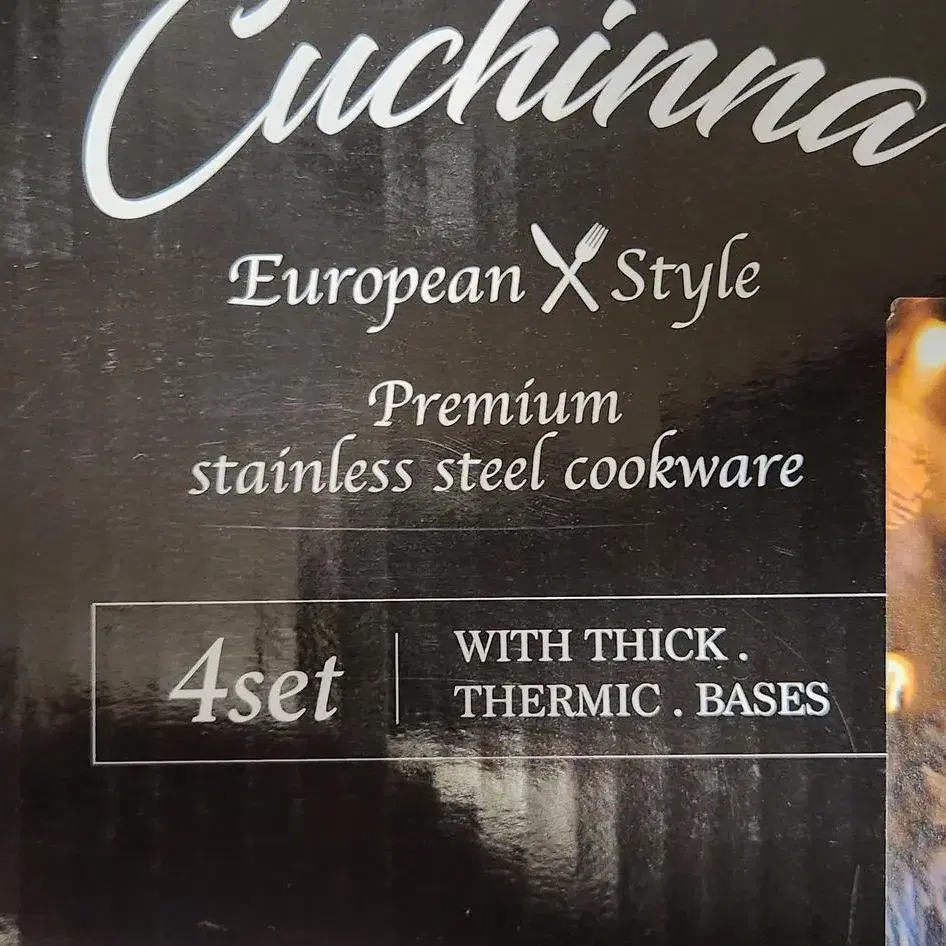 Cuchinna
European Style
Premium
stainless steel cookware
4set
WITH THICK .
THERMIC . BASES